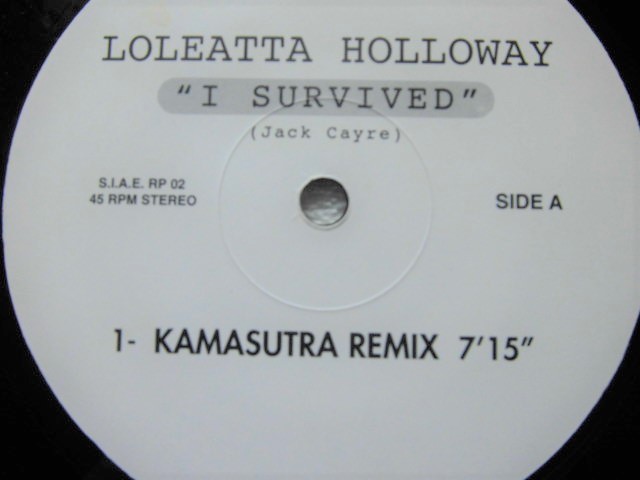 LOLEATTA HOLLOWAY
"I SURVIVED"
(Jack Cayre)
S.I.A.E. RP 02
45 RPM STEREO
SIDE A
1- KAMASUTRA REMIX 7'15"